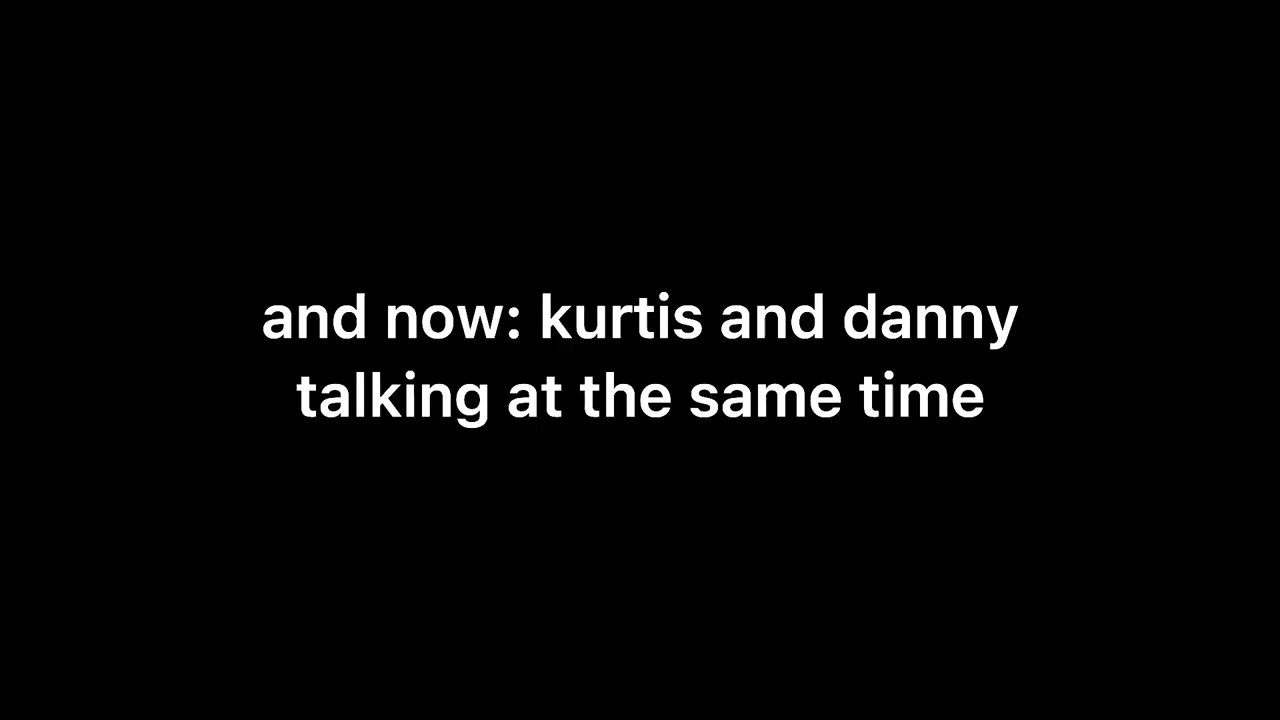 and now: kurtis and danny
talking at the same time